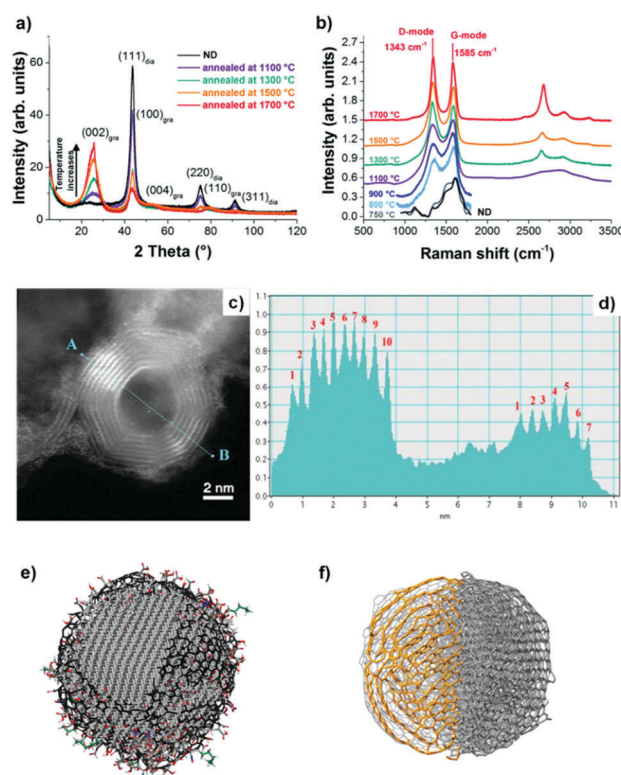 a)
Intensity (arb. units)
60
40
20
0
20
40
60
80
100
120
2 Theta (°)
Temperature
increases
(002)gra
(111)dia
(100)gra
(004)gra
(220)dia
(110)gra
(311)dia
ND
annealed at 1100 °C
annealed at 1300 °C
annealed at 1500 °C
annealed at 1700 °C
b)
Intensity (arb. units)
2.7
2.4
2.1
1.8
1.5
1.2
0.9
0.6
0.3
0.0
D-mode
1343 cm-1
G-mode
1585 cm-1
1700 °C
1500 °C
1300 °C
1100 °C
900 °C
800 °C
750 °C
ND
500 1000 1500 2000 2500 3000 3500
Raman shift (cm-1)
c)
A
B
2 nm
d)
1.1
1.0
0.9
0.8
0.7
0.6
0.5
0.4
0.3
0.2
0.1
0.0
1 2 3 4 5 6 7 8 9 10
1 2 3 4 5 6 7
0 1 2 3 4 5 6 7 8 9 10 11
nm
e)
f)